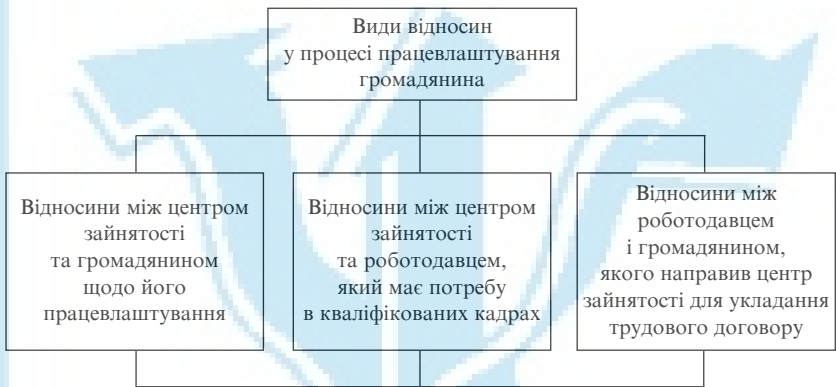 Види відносин
у процесі працевлаштування
громадянина
Відносини між центром
зайнятості
та громадянином
щодо його
працевлаштування
Відносини між центром
зайнятості
та роботодавцем,
який має потребу
в кваліфікованих кадрах
Відносини між
роботодавцем
і громадянином,
якого направив центр
зайнятості для укладання
трудового договору